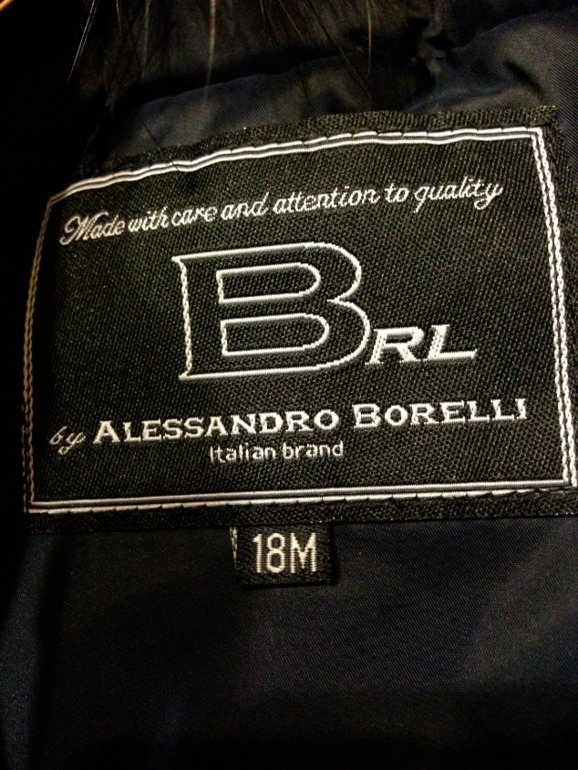 Made with care and attention to quality
BRL
by ALESSANDRO BORELLI
Italian brand
18M